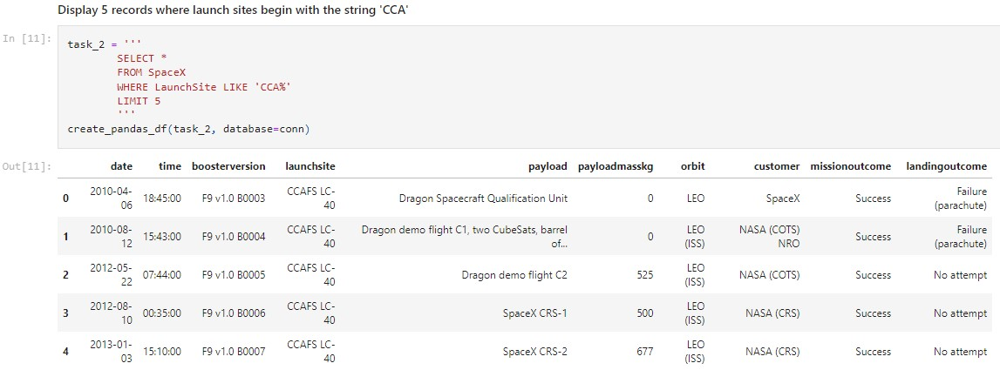 Display 5 records where launch sites begin with the string 'CCA'
In [11]:
task_2 = '''
SELECT *
FROM SpaceX
WHERE LaunchSite LIKE 'CCA%'
LIMIT 5
'''
create_pandas_df(task_2, database=conn)
Out[11]:
date time boosterversion launchsite payload payloadmasskg orbit customer missionoutcome landingoutcome
0 2010-04-06 18:45:00 F9 v1.0 B0003 CCAFS LC-40 Dragon Spacecraft Qualification Unit 0 LEO SpaceX Success Failure (parachute)
1 2010-08-12 15:43:00 F9 v1.0 B0004 CCAFS LC-40 Dragon demo flight C1, two CubeSats, barrel of... 0 LEO (ISS) NASA (COTS) NRO Success Failure (parachute)
2 2012-05-22 07:44:00 F9 v1.0 B0005 CCAFS LC-40 Dragon demo flight C2 525 LEO (ISS) NASA (COTS) Success No attempt
3 2012-08-10 00:35:00 F9 v1.0 B0006 CCAFS LC-40 SpaceX CRS-1 500 LEO (ISS) NASA (CRS) Success No attempt
4 2013-01-03 15:10:00 F9 v1.0 B0007 CCAFS LC-40 SpaceX CRS-2 677 LEO (ISS) NASA (CRS) Success No attempt